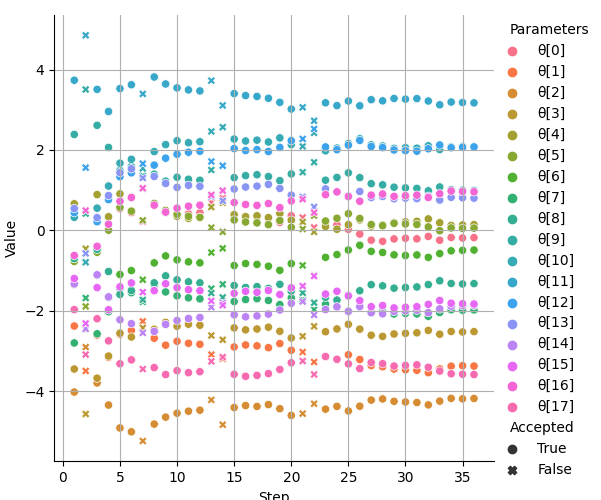 Parameters
θ[0]
θ[1]
θ[2]
θ[3]
θ[4]
θ[5]
θ[6]
θ[7]
θ[8]
θ[9]
θ[10]
θ[11]
θ[12]
θ[13]
θ[14]
θ[15]
θ[16]
θ[17]
Accepted
True
False
Value
4
2
0
−2
−4
0
5
10
15
20
25
30
35
Step